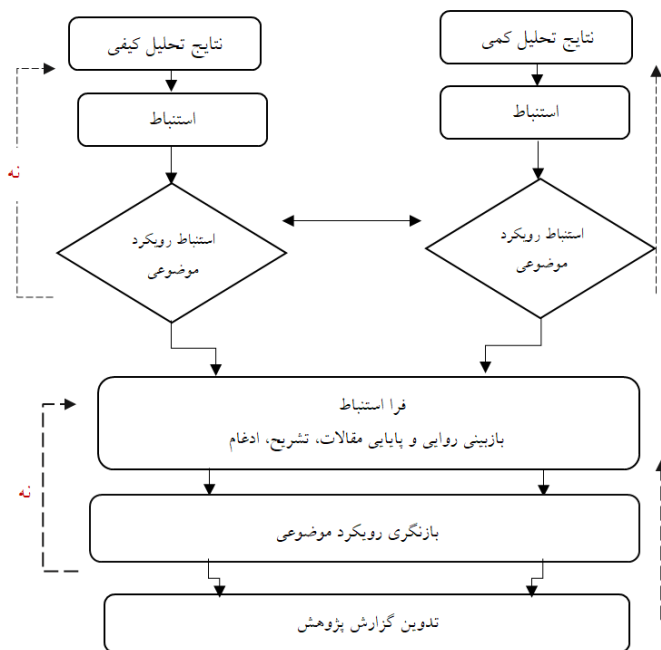 نتایج تحلیل کمی
نتایج تحلیل کیفی
استنباط
استنباط
نه
استنباط رویکرد
موضوعی
استنباط رویکرد
موضوعی
فرا استنباط
بازبینی روایی و پایایی مقالات، تشریح، ادغام
نه
بازنگری رویکرد موضوعی
تدوین گزارش پژوهش